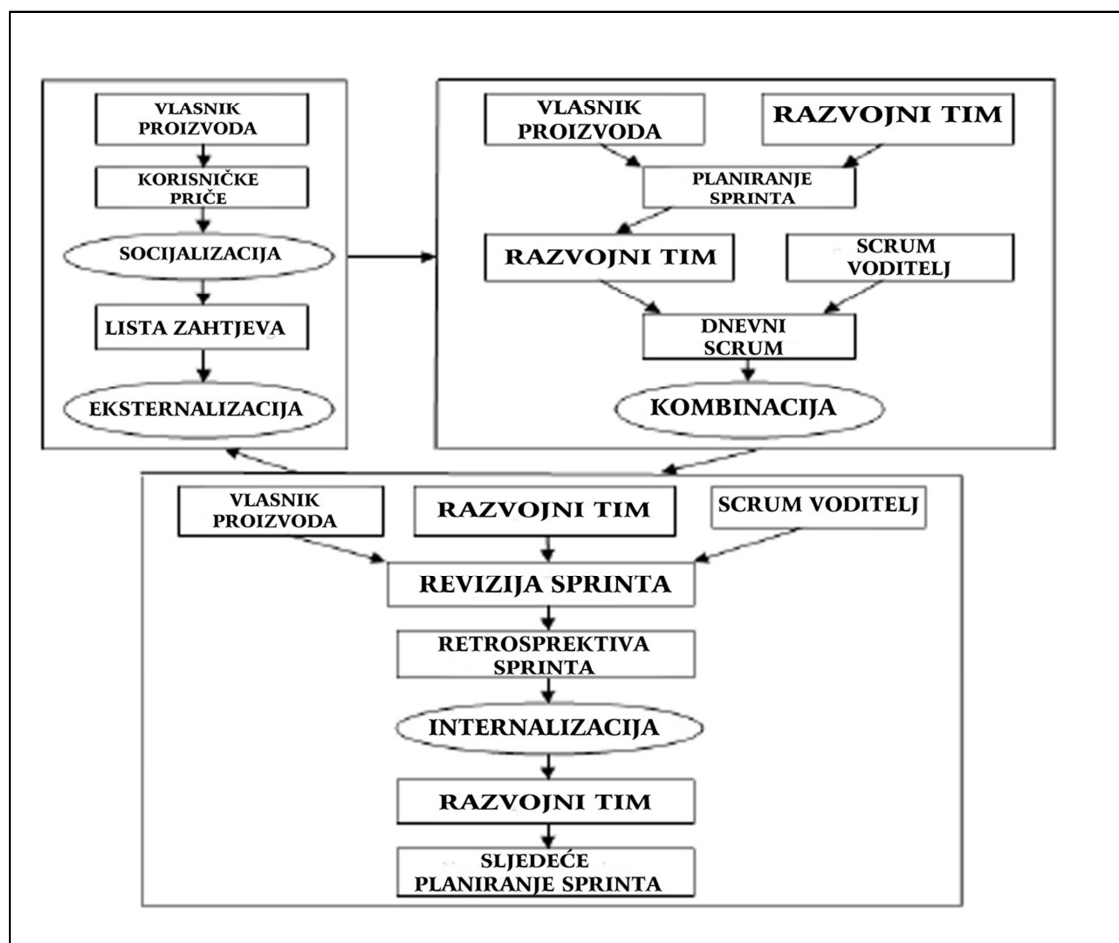 VLASNIK
PROIZVODA
KORISNIČKE
PRIČE
SOCIJALIZACIJA
LISTA ZAHTJEVA
EKSTERNALIZACIJA
VLASNIK
PROIZVODA
RAZVOJNI TIM
PLANIRANJE
SPRINTA
RAZVOJNI TIM
SCRUM
VODITELJ
DNEVNI
SCRUM
KOMBINACIJA
VLASNIK
PROIZVODA
RAZVOJNI TIM
SCRUM VODITELJ
REVIZIJA SPRINTA
RETROSPREKTIVA
SPRINTA
INTERNALIZACIJA
RAZVOJNI TIM
SLJEDEĆE
PLANIRANJE SPRINTA